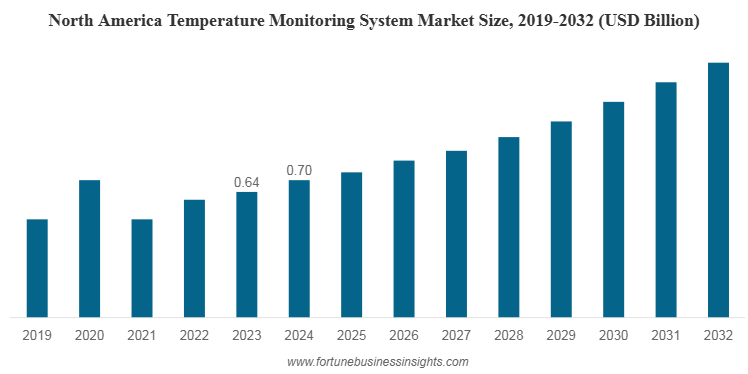 North America Temperature Monitoring System Market Size, 2019-2032 (USD Billion)
0.64
0.70
2019 2020 2021 2022 2023 2024 2025 2026 2027 2028 2029 2030 2031 2032
www.fortunebusinessinsights.com